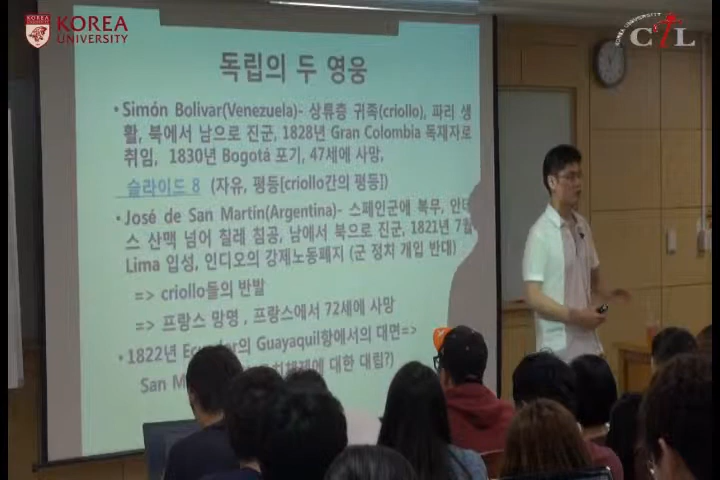 KOREA
UNIVERSITY
KOREA UNIVERSITY
CTL
독립의 두 영웅
•Simón Bolivar(Venezuela)- 상류층 귀족(criollo), 파리 생
활, 북에서 남으로 진군, 1828년 Gran Colombia 독재자로
취임, 1830년 Bogotá 포기, 47세에 사망,
슬라이드 8 (자유, 평등[criollo간의 평등])
•José de San Martín(Argentina)- 스페인군에 복무, 안데
스 산맥 넘어 칠레 침공, 남에서 북으로 진군, 1821년 7월
Lima 입성, 인디오의 강제노동폐지 (군 정치 개입 반대)
=> criollo들의 반발
=> 프랑스 망명 , 프랑스에서 72세에 사망
•1822년 Ecuador의 Guayaquil항에서의 대면=>
San 대한 대립?)